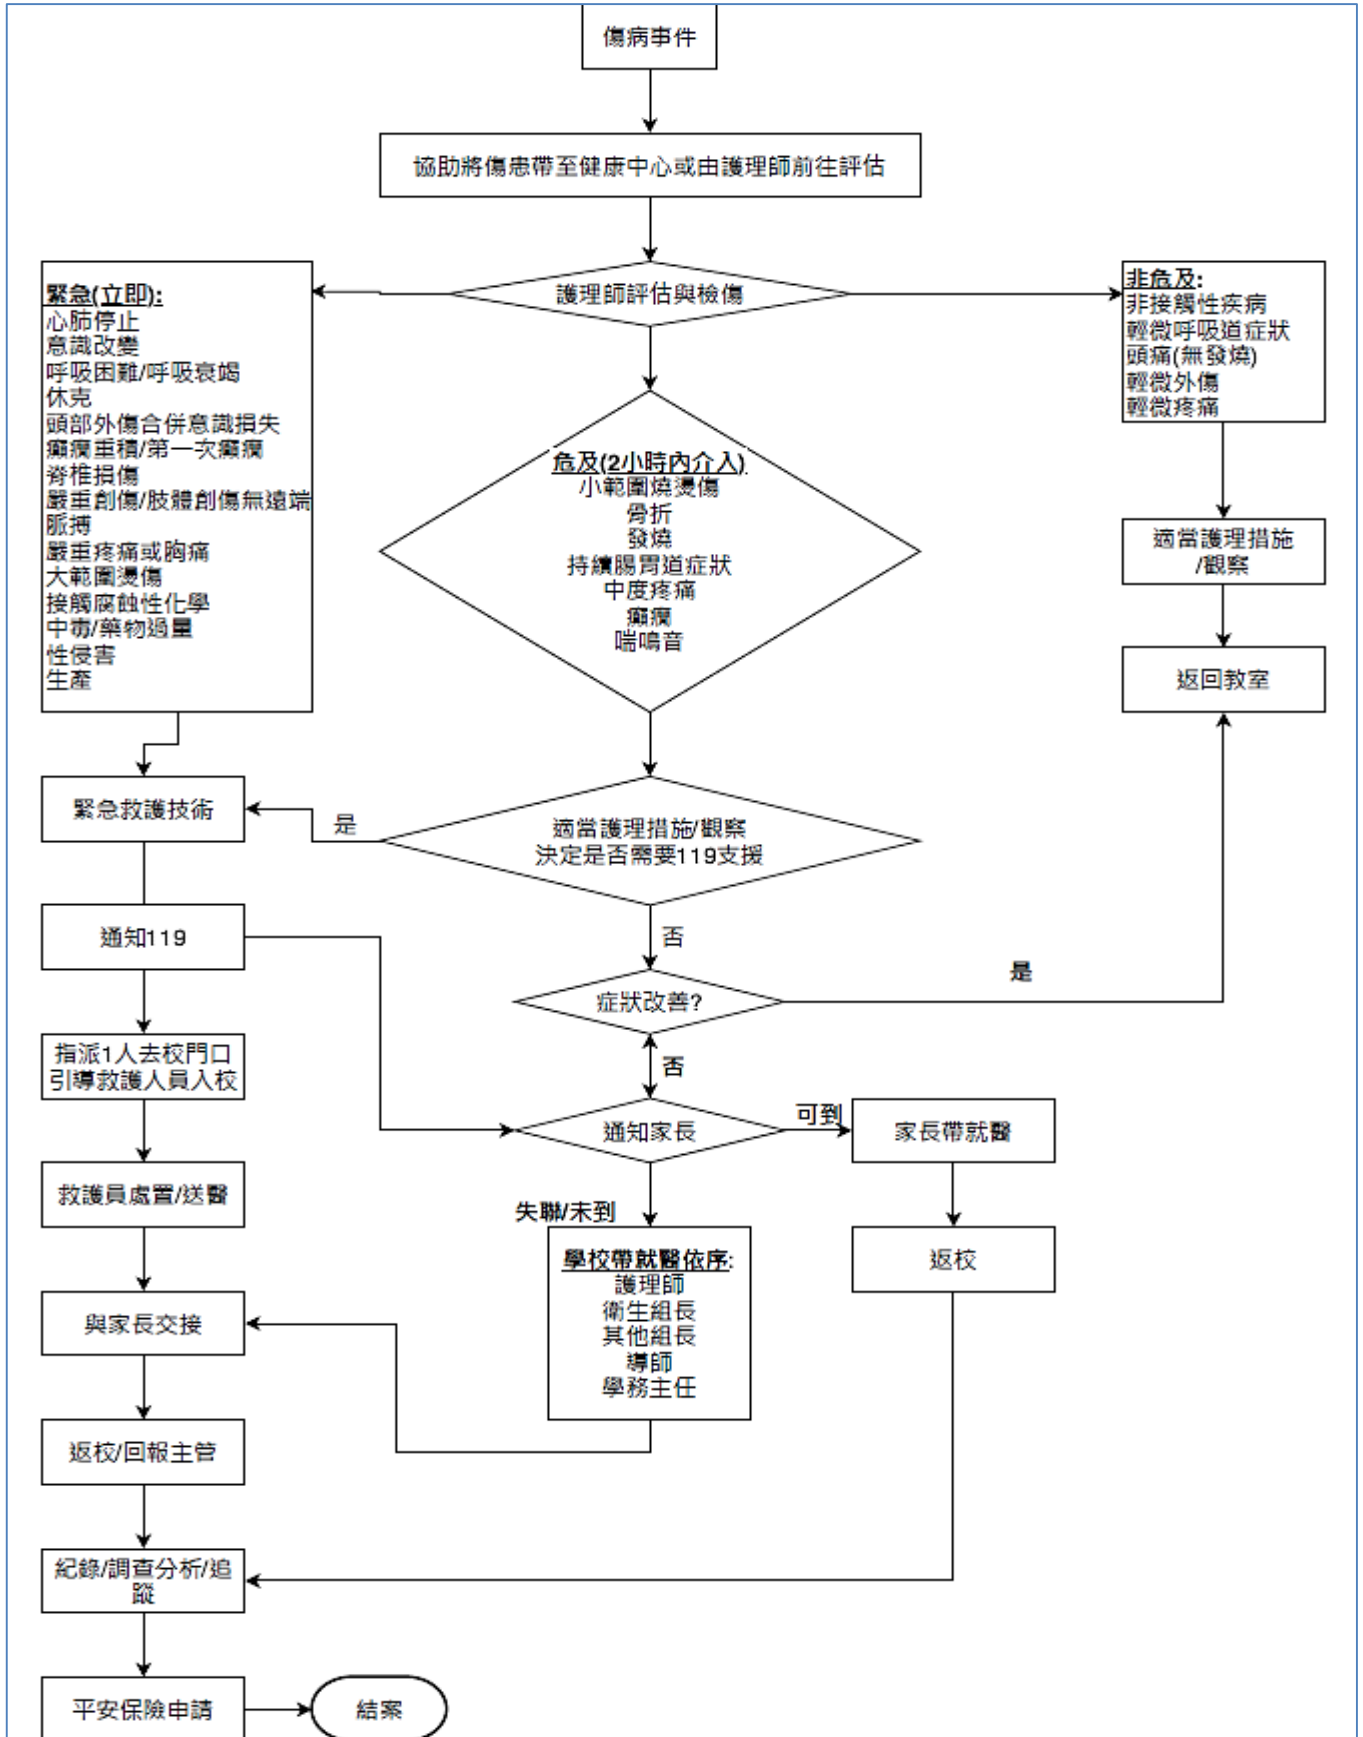 傷病事件
協助將傷患帶至健康中心或由護理師前往評估
護理師評估與檢傷
緊急(立即):
心肺停止
意識改變
呼吸困難/呼吸衰竭
休克
頭部外傷合併意識損失
癲癇重積/第一次癲癇
脊椎損傷
嚴重創傷/肢體創傷無遠端
脈搏
嚴重疼痛或胸痛
大範圍燙傷
接觸腐蝕性化學
中毒/藥物過量
性侵害
生產
危及(2小時內介入)
小範圍燒燙傷
骨折
發燒
持續腸胃道症狀
中度疼痛
癲癇
喘鳴音
非危及:
非接觸性疾病
輕微呼吸道症狀
頭痛(無發燒)
輕微外傷
輕微疼痛
適當護理措施
/觀察
返回教室
緊急救護技術
是
適當護理措施/觀察
決定是否需要119支援
通知119
否
症狀改善?
是
指派1人去校門口
引導救護人員入校
否
通知家長
可到
家長帶就醫
救護員處置/送醫
失聯/未到
學校帶就醫依序:
護理師
衛生組長
其他組長
導師
學務主任
返校
與家長交接
返校/回報主管
紀錄/調查分析/追
蹤
平安保險申請
結案